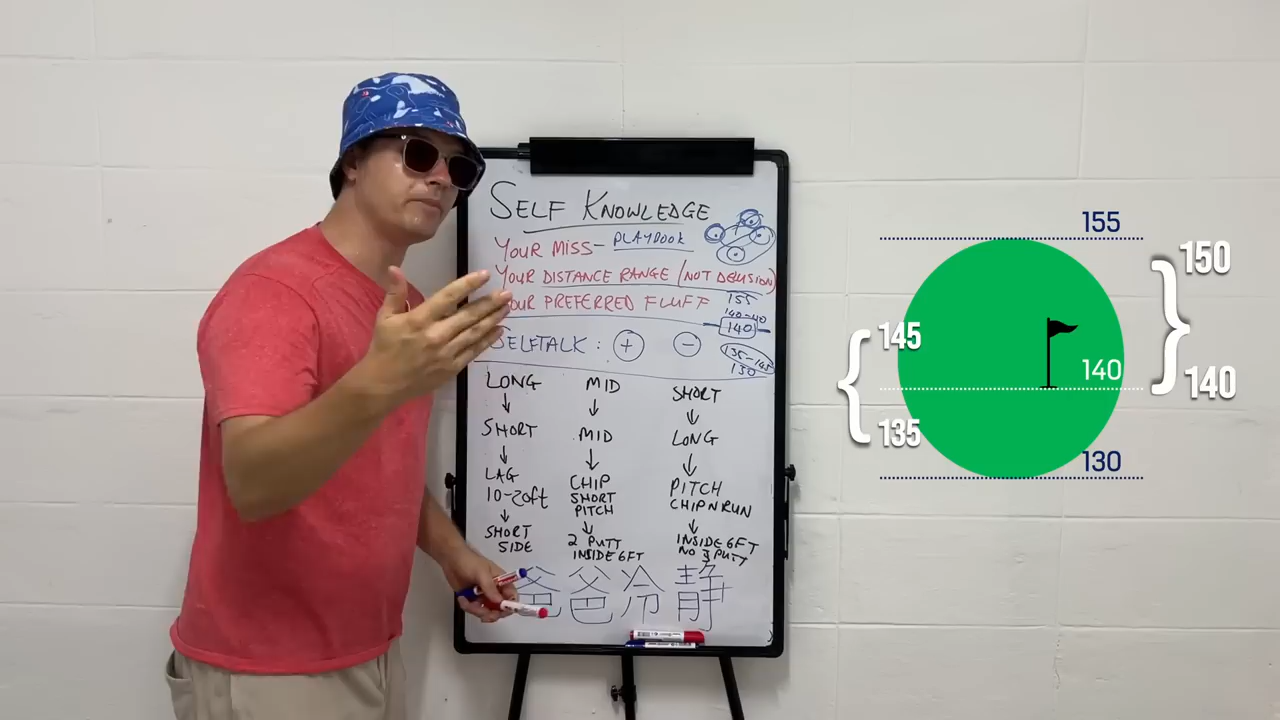 SELF KNOWLEDGE
YOUR MISS- PLAYBOOK
YOUR DISTANCE RANGE (NOT DELUSION)
YOUR PREFERRED FLUFF
155
140
135-145
130
SELFTALK: + -
LONG
SHORT
LAG
10-20ft
SHORT
SIDE
MID
MID
CHIP
SHORT
PITCH
2 PUTT
INSIDE 6FT
SHORT
LONG
PITCH
CHIPNRUN
INSIDE 6FT
NO 3 PUTT
爸爸冷静
155
150
145
140
140
135
130